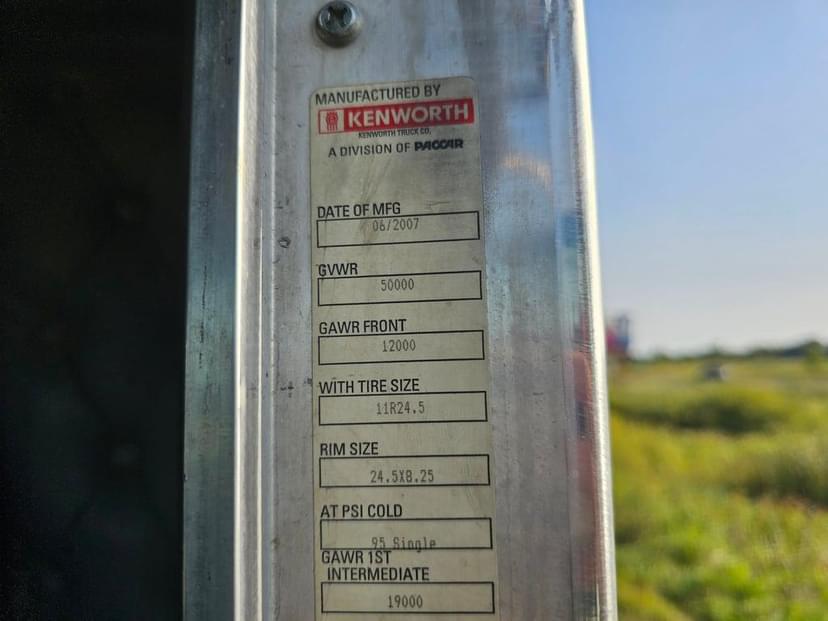 MANUFACTURED BY
KENWORTH
KENWORTH TRUCK CO.
A DIVISION OF PACCAR
DATE OF MFG
06/2007
GVWR
50000
GAWR FRONT
12000
WITH TIRE SIZE
11R24.5
RIM SIZE
24.5X8.25
AT PSI COLD
95 Single
GAWR 1ST
INTERMEDIATE
19000